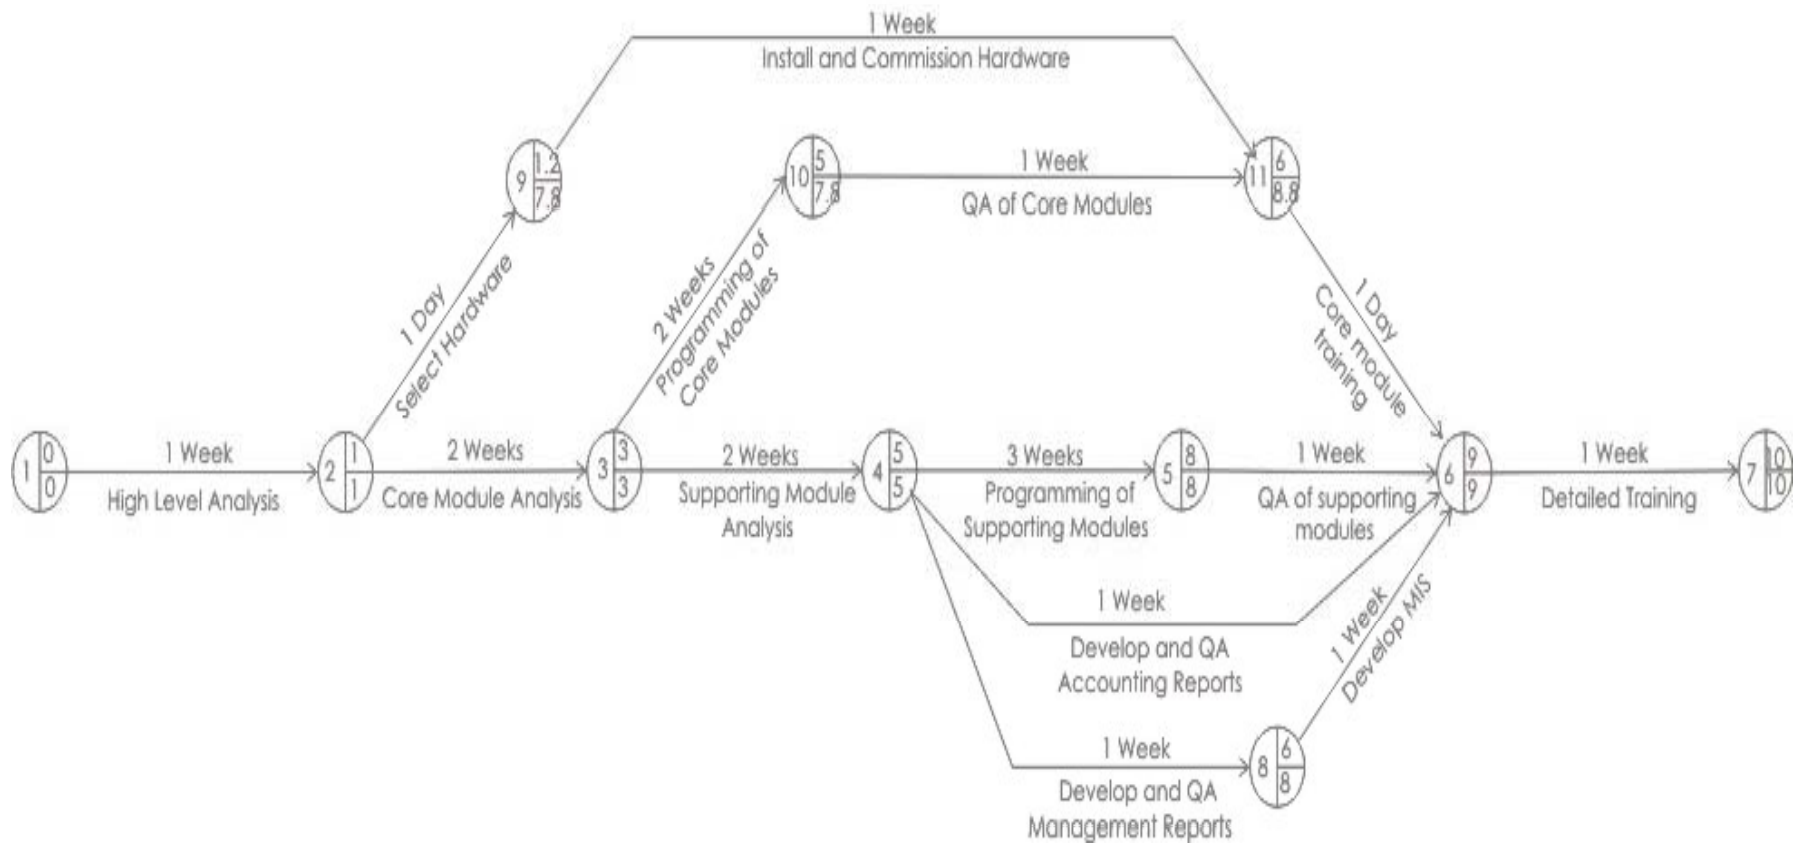 1 Week
Install and Commission Hardware
9
1.2
7.8
10
5
7.8
1 Week
QA of Core Modules
11
6
8.8
1 Day
Select Hardware
2 Weeks
Programming of
Core Modules
1 Day
Core module
training
1
0
0
1 Week
High Level Analysis
2
1
1
2 Weeks
Core Module Analysis
3
3
3
2 Weeks
Supporting Module
Analysis
4
5
5
3 Weeks
Programming of
Supporting Modules
5
8
8
1 Week
QA of supporting
modules
6
9
9
1 Week
Detailed Training
7
10
10
1 Week
Develop and QA
Accounting Reports
1 Week
Develop MIS
1 Week
Develop and QA
Management Reports
8
6
8